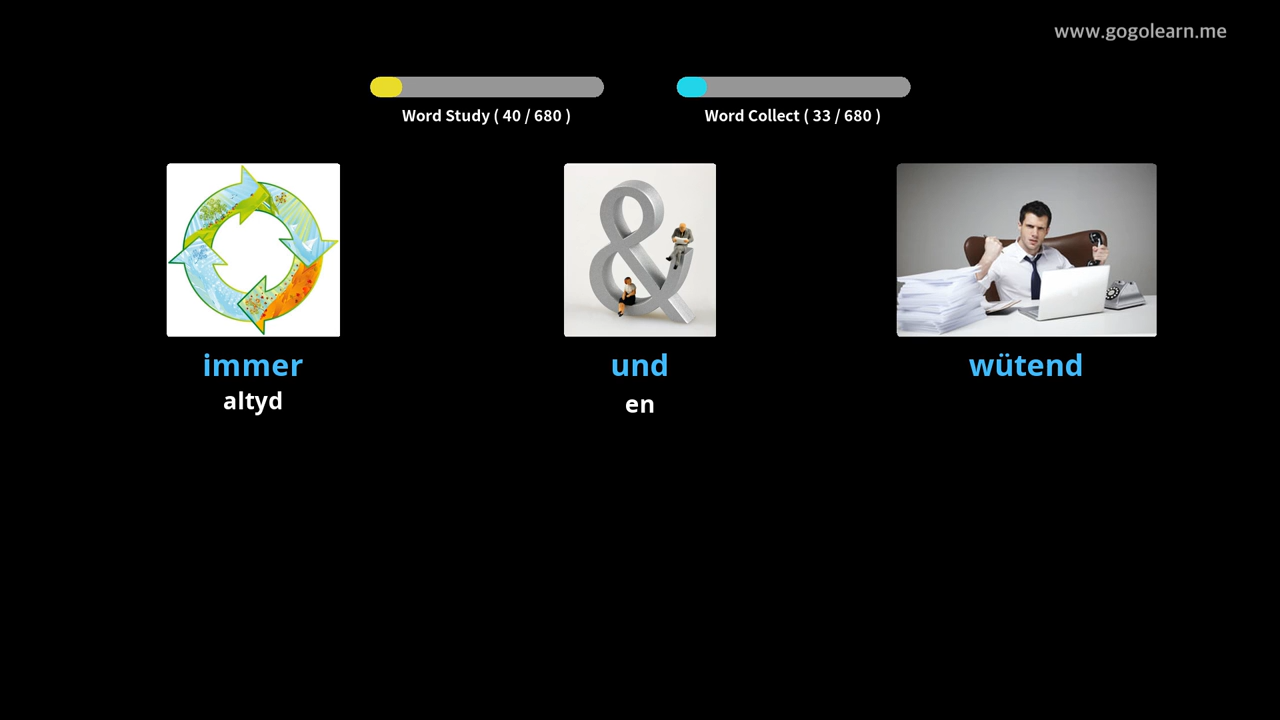 www.gogolearn.me
Word Study ( 40 / 680 )
Word Collect ( 33 / 680 )
&
immer
und
wütend
altyd
en